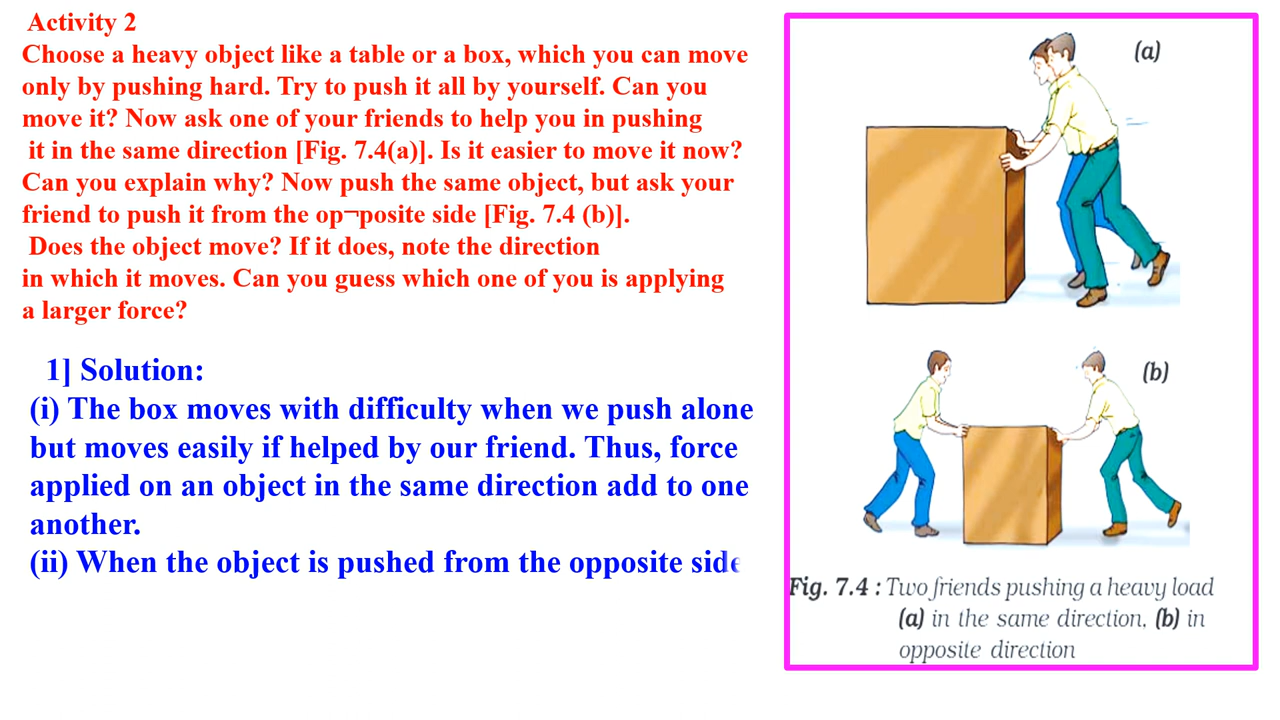 Activity 2
Choose a heavy object like a table or a box, which you can move
only by pushing hard. Try to push it all by yourself. Can you
move it? Now ask one of your friends to help you in pushing
it in the same direction [Fig. 7.4(a)]. Is it easier to move it now?
Can you explain why? Now push the same object, but ask your
friend to push it from the op¬posite side [Fig. 7.4 (b)].
Does the object move? If it does, note the direction
in which it moves. Can you guess which one of you is applying
a larger force?
1] Solution:
(i) The box moves with difficulty when we push alone
but moves easily if helped by our friend. Thus, force
applied on an object in the same direction add to one
another.
(ii) When the object is pushed from the opposite side
(a)
(b)
Fig. 7.4 : Two friends pushing a heavy load
(a) in the same direction, (b) in
opposite direction